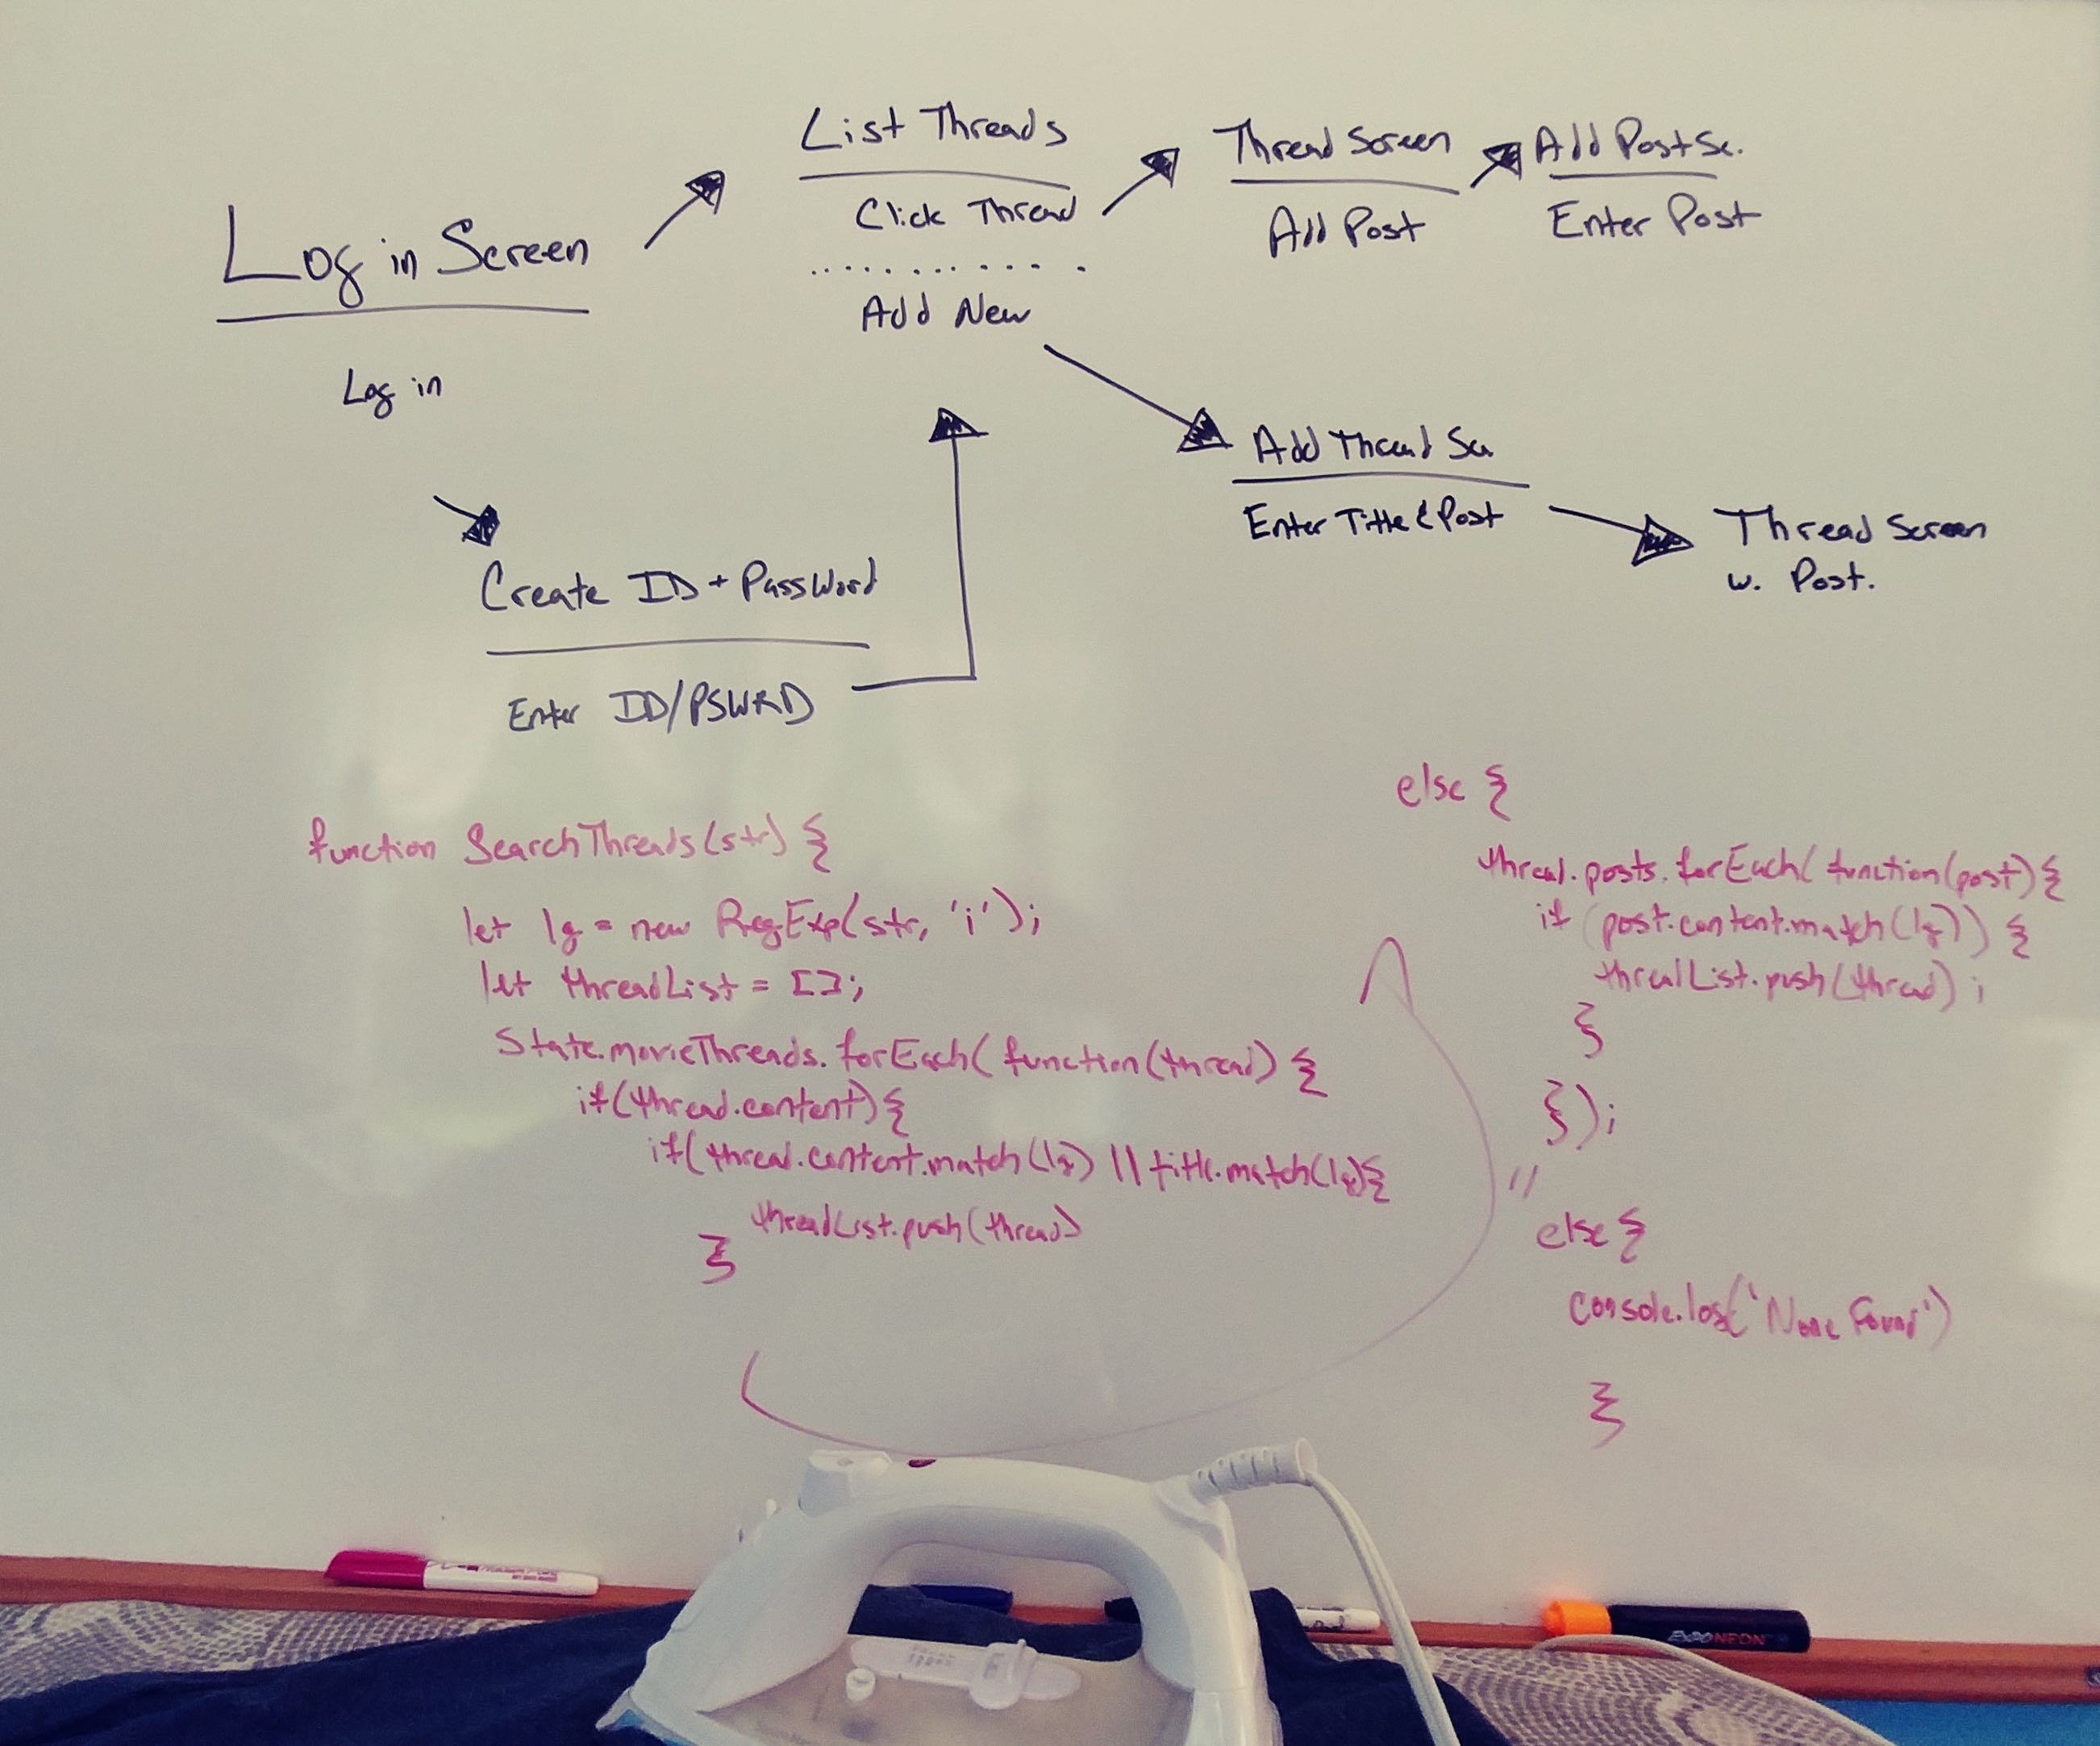 Log in Screen
Log in
List Threads
Click Thread
Add New
Thread Screen
Add Post
Add Post Sc.
Enter Post
Add Thread Sc.
Enter Title & Post
Thread Screen
w. Post.
Create ID + PassWord
Enter ID/PSWRD
function SearchThreads(str) {
let lg = new RegExp(str, 'i');
let threadList = [];
State.movieThreads.forEach(function(thread) {
if(thread.content){
if(thread.content.match(lg) || title.match(lg){
threadList.push(thread)
}
else {
thread.posts.forEach(function(post){
if (post.content.match(lg)) {
threadList.push(thread);
}
});
//
else {
console.log('None Found')
}
EXPO NEON